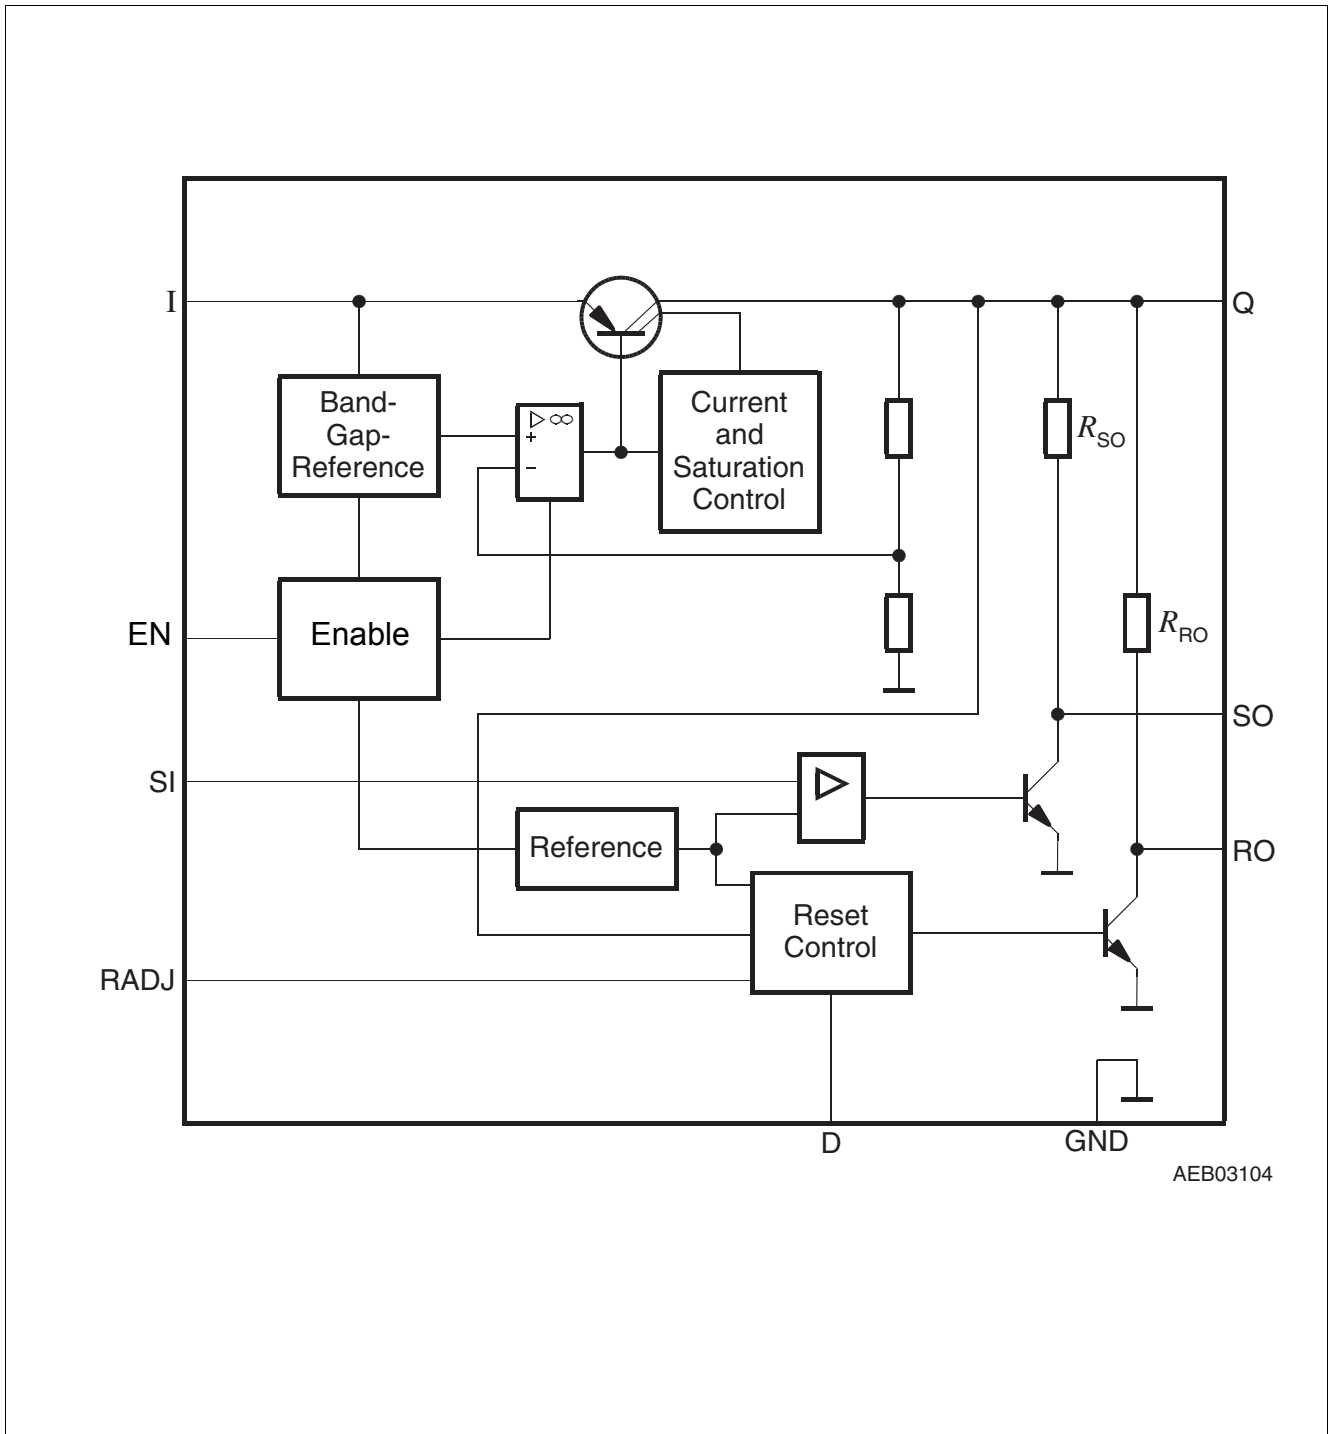 I
Q
Band-
Gap-
Reference
▷ ∞
+
−
Current
and
Saturation
Control
R_SO
EN
Enable
R_RO
SO
SI
Reference
RO
Reset
Control
RADJ
D
GND
AEB03104